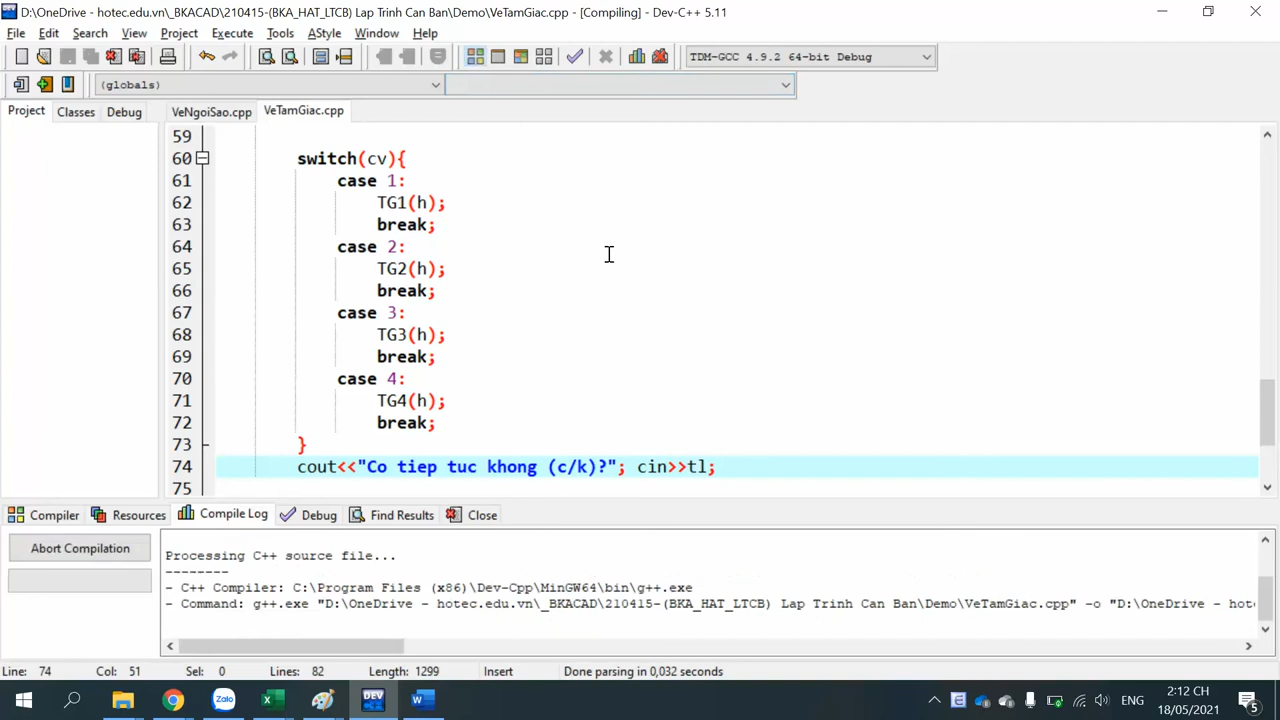 D:\OneDrive - hotec.edu.vn\_BKACAD\210415-(BKA_HAT_LTCB) Lap Trinh Can Ban\Demo\VeTamGiac.cpp - [Compiling] - Dev-C++ 5.11
File Edit Search View Project Execute Tools AStyle Window Help
TDM-GCC 4.9.2 64-bit Debug
(globals)
Project Classes Debug VeNgoiSao.cpp VeTamGiac.cpp
59
60 switch(cv){
61 case 1:
62 TG1(h);
63 break;
64 case 2:
65 TG2(h);
66 break;
67 case 3:
68 TG3(h);
69 break;
70 case 4:
71 TG4(h);
72 break;
73 }
74 cout<<"Co tiep tuc khong (c/k)?"; cin>>tl;
75
Compiler Resources Compile Log Debug Find Results Close
Abort Compilation
Processing C++ source file...
--------
- C++ Compiler: C:\Program Files (x86)\Dev-Cpp\MinGW64\bin\g++.exe
- Command: g++.exe "D:\OneDrive - hotec.edu.vn\_BKACAD\210415-(BKA_HAT_LTCB) Lap Trinh Can Ban\Demo\VeTamGiac.cpp" -o "D:\OneDrive - hote
Line: 74 Col: 51 Sel: 0 Lines: 82 Length: 1299 Insert Done parsing in 0,032 seconds
DEV
ENG
2:12 CH
18/05/2021
5